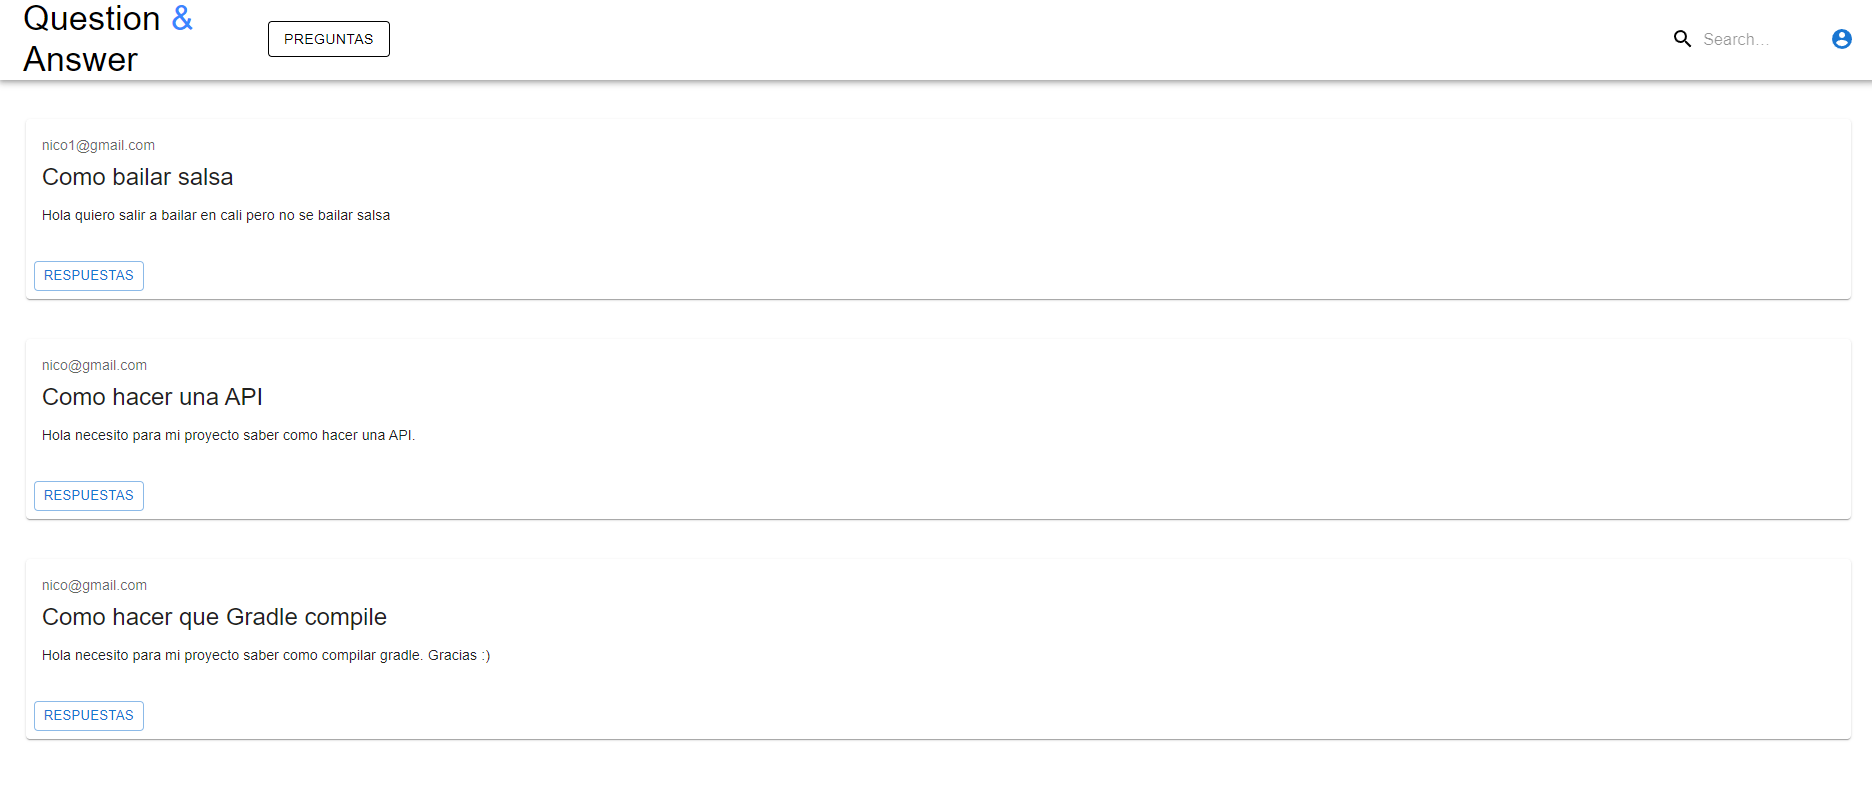 Question &
Answer
PREGUNTAS
Search…
nico1@gmail.com
Como bailar salsa
Hola quiero salir a bailar en cali pero no se bailar salsa
RESPUESTAS
nico@gmail.com
Como hacer una API
Hola necesito para mi proyecto saber como hacer una API.
RESPUESTAS
nico@gmail.com
Como hacer que Gradle compile
Hola necesito para mi proyecto saber como compilar gradle. Gracias :)
RESPUESTAS